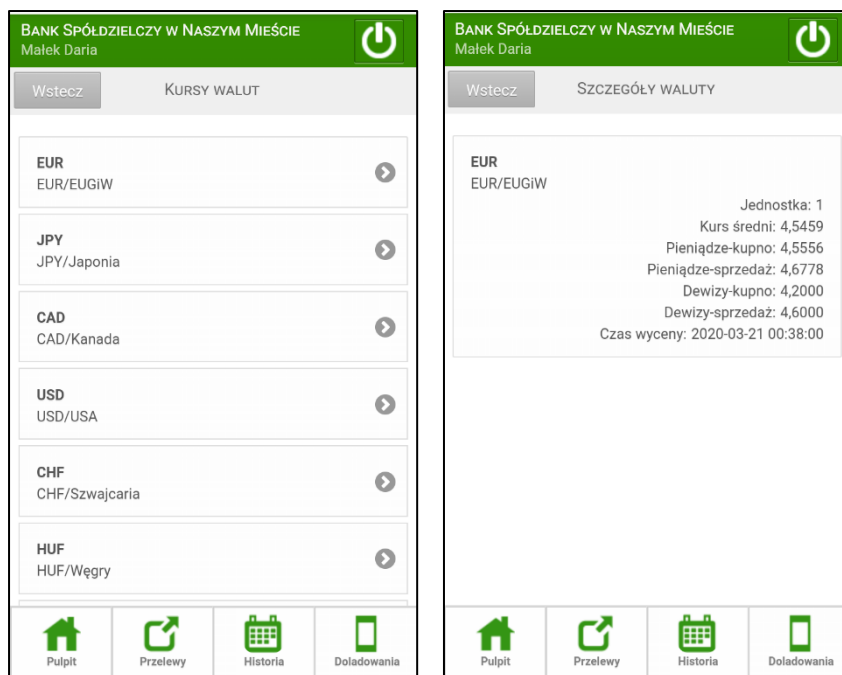 BANK SPÓŁDZIELCZY W NASZYM MIEŚCIE
Małek Daria
Wstecz
KURSY WALUT
EUR
EUR/EUGiW
JPY
JPY/Japonia
CAD
CAD/Kanada
USD
USD/USA
CHF
CHF/Szwajcaria
HUF
HUF/Węgry
Pulpit
Przelewy
Historia
Doladowania
BANK SPÓŁDZIELCZY W NASZYM MIEŚCIE
Małek Daria
Wstecz
SZCZEGÓŁY WALUTY
EUR
EUR/EUGiW
Jednostka: 1
Kurs średni: 4,5459
Pieniądze-kupno: 4,5556
Pieniądze-sprzedaż: 4,6778
Dewizy-kupno: 4,2000
Dewizy-sprzedaż: 4,6000
Czas wyceny: 2020-03-21 00:38:00
Pulpit
Przelewy
Historia
Doladowania